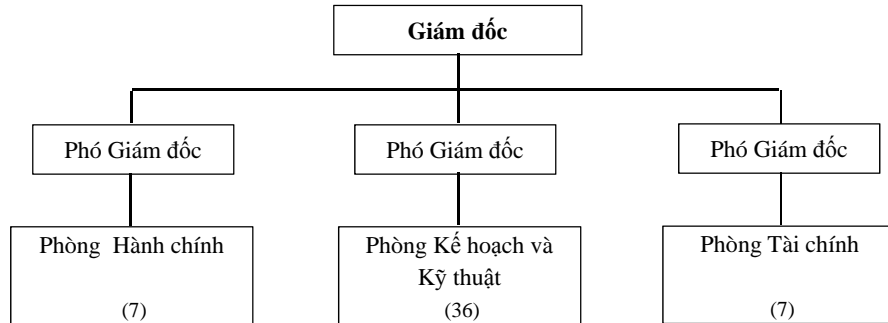 Giám đốc
Phó Giám đốc
Phó Giám đốc
Phó Giám đốc
Phòng Hành chính
(7)
Phòng Kế hoạch và
Kỹ thuật
(36)
Phòng Tài chính
(7)